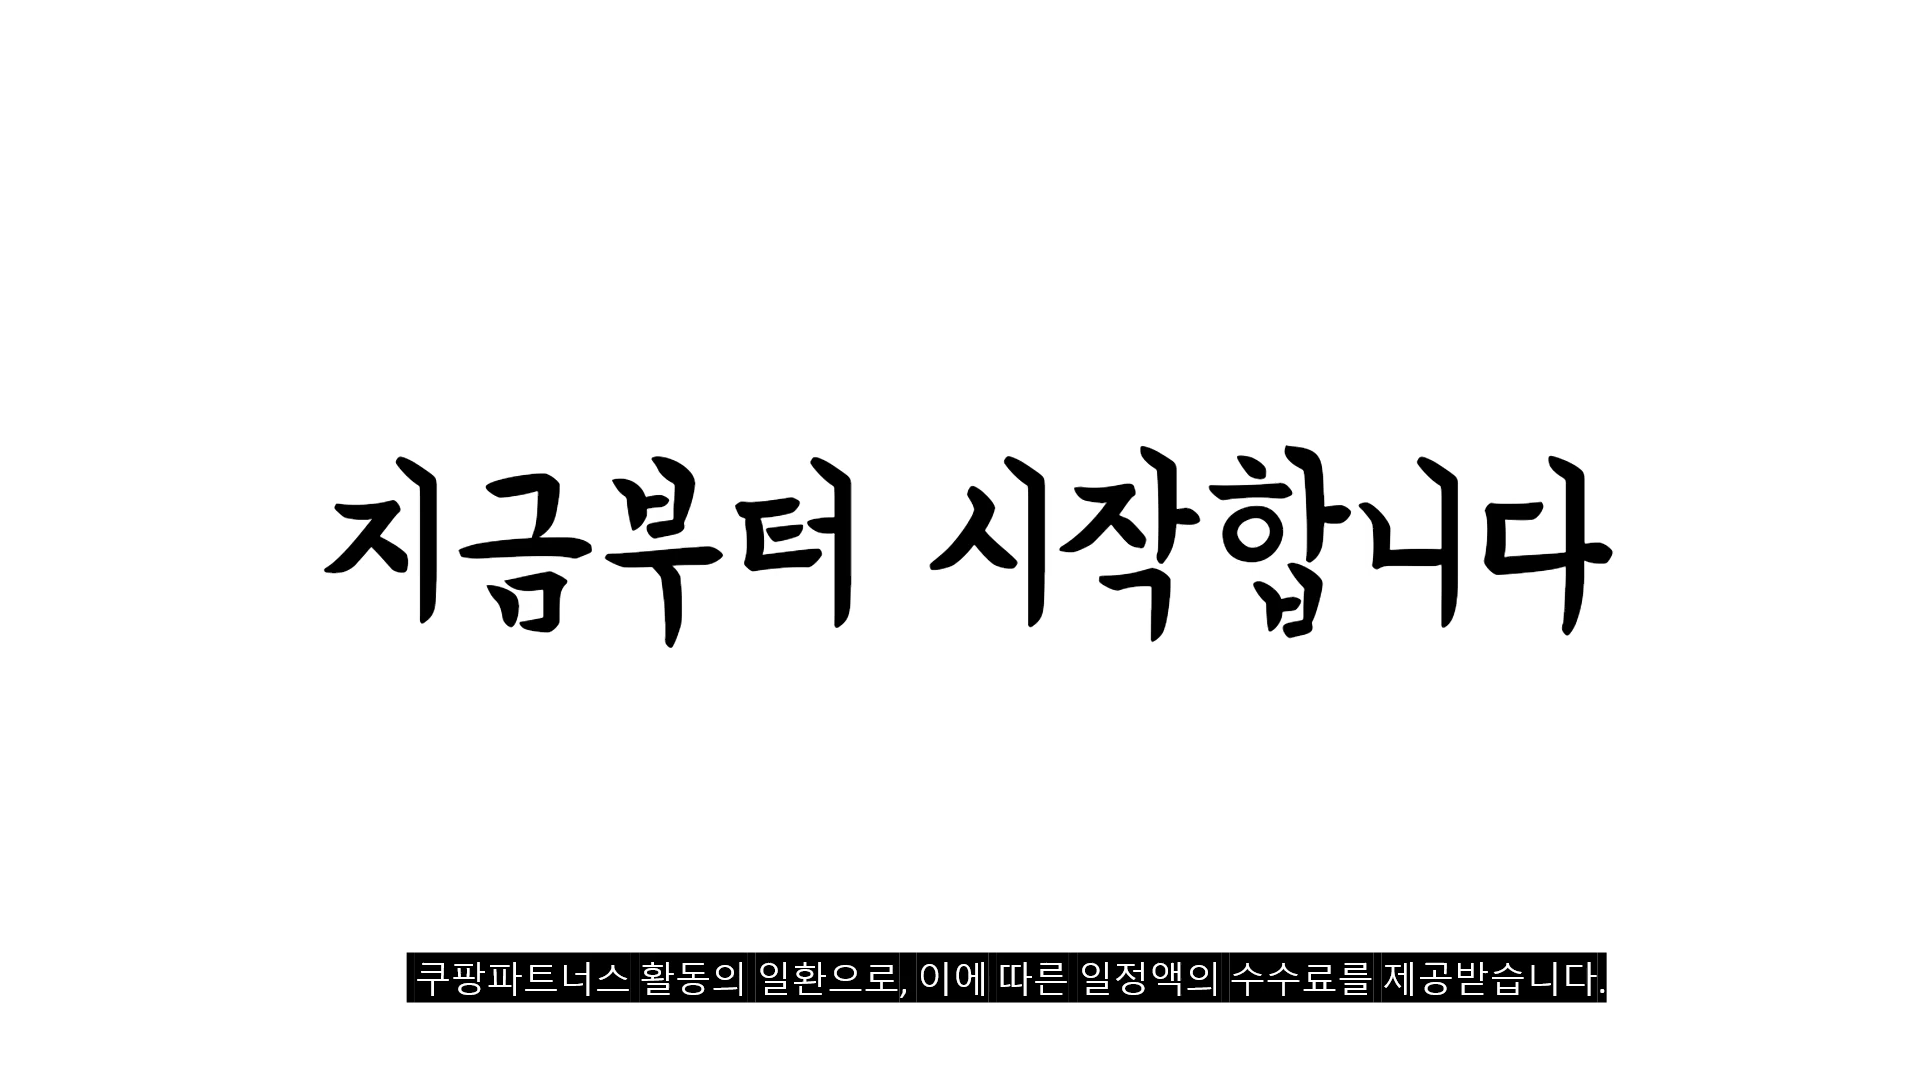 지금부터 시작합니다
쿠팡파트너스 활동의 일환으로, 이에 따른 일정액의 수수료를 제공받습니다.